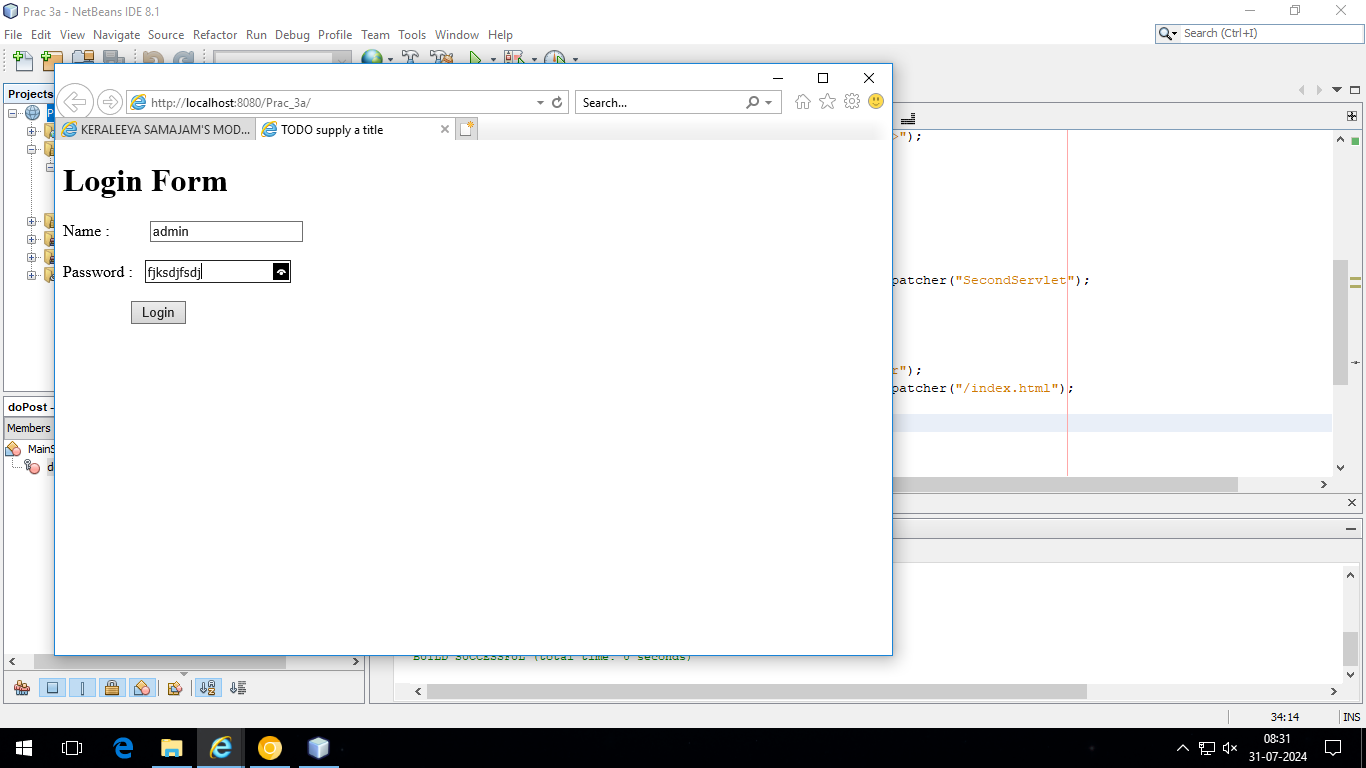 Prac 3a - NetBeans IDE 8.1
File Edit View Navigate Source Refactor Run Debug Profile Team Tools Window Help
Search (Ctrl+I)
Projects
http://localhost:8080/Prac_3a/
Search...
KERALEEYA SAMAJAM'S MOD...
TODO supply a title
Login Form
Name :
admin
Password :
fjksdjfsdj
Login
");
patcher("SecondServlet");
");
patcher("/index.html");
doPost -
Members
MainS
d
BUILD SUCCESSFUL (total time: 0 seconds)
34:14
INS
08:31
31-07-2024